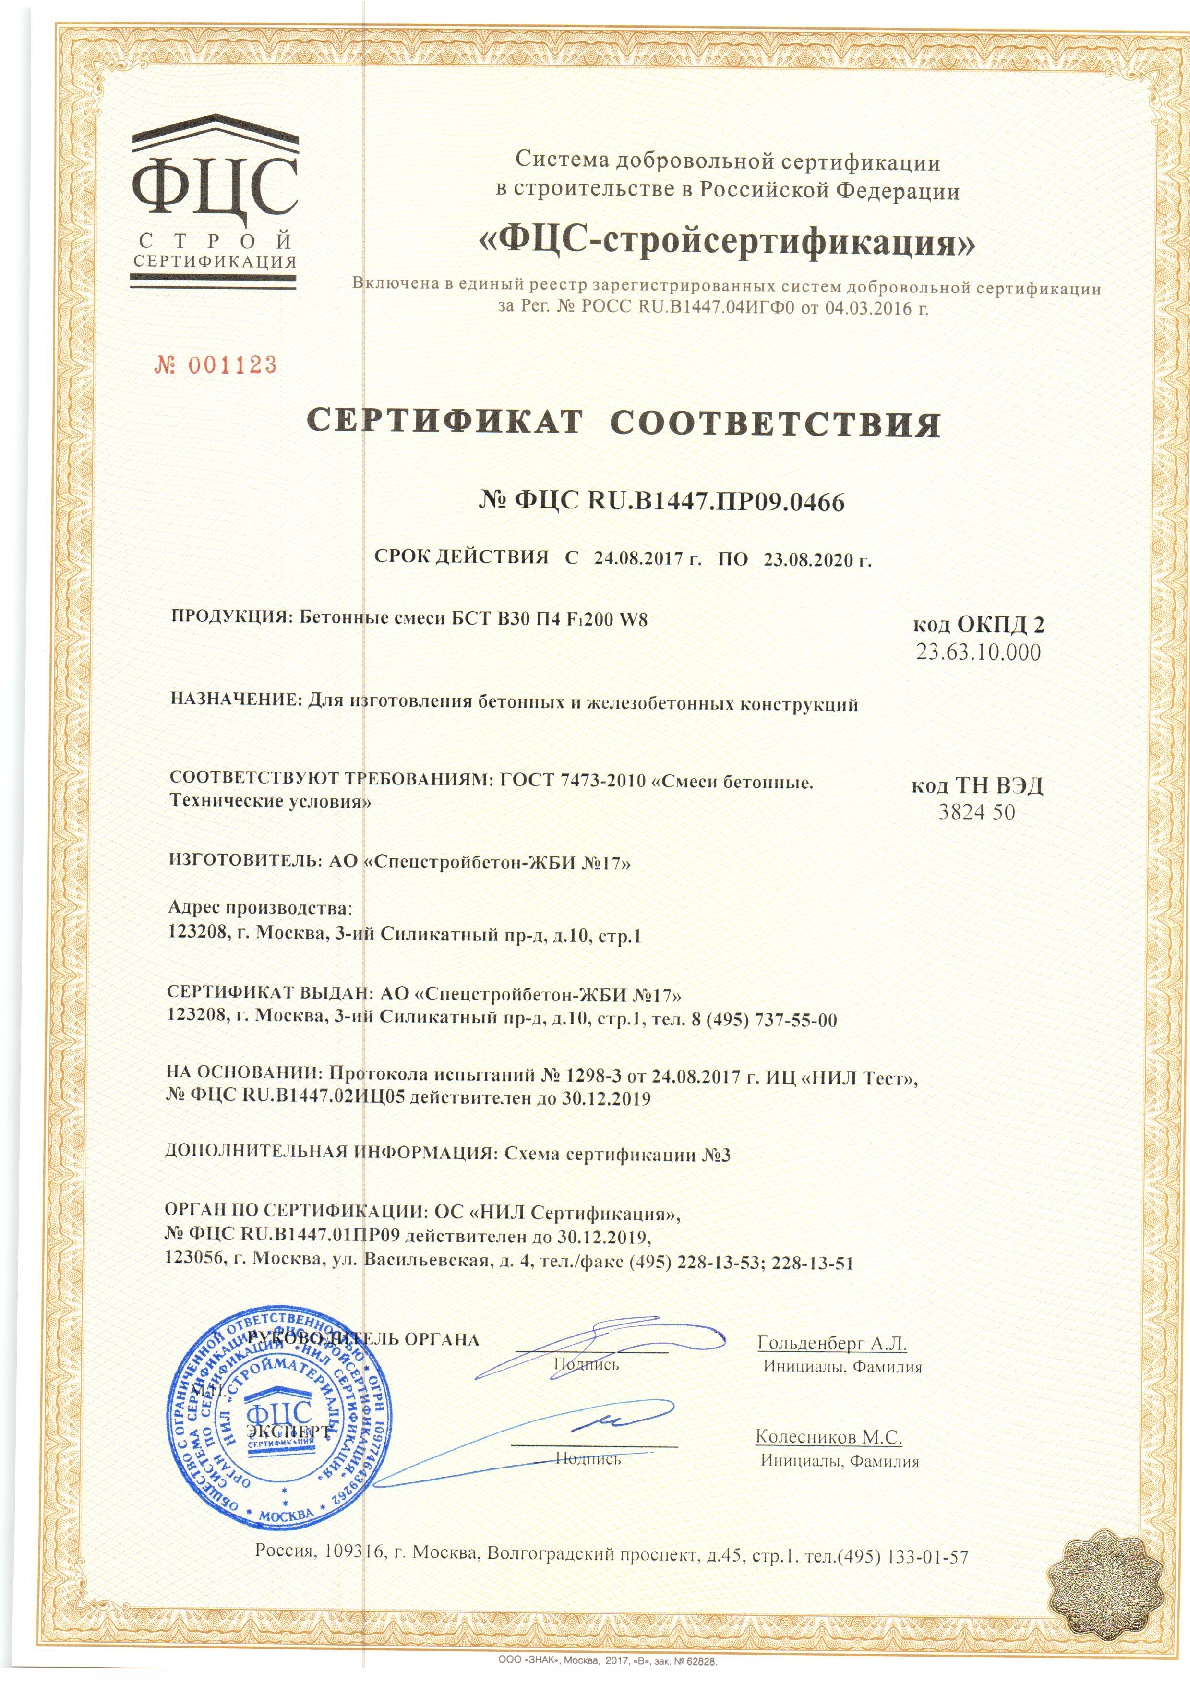 ФЦС
СТРОЙ
СЕРТИФИКАЦИЯ
Система добровольной сертификации
в строительстве в Российской Федерации
«ФЦС-стройсертификация»
Включена в единый реестр зарегистрированных систем добровольной сертификации
за Рег. № РОСС RU.В1447.04ИГФ0 от 04.03.2016 г.
№ 001123
СЕРТИФИКАТ СООТВЕТСТВИЯ
№ ФЦС RU.В1447.ПР09.0466
СРОК ДЕЙСТВИЯ С 24.08.2017 г. ПО 23.08.2020 г.
ПРОДУКЦИЯ: Бетонные смеси БСТ В30 П4 F1200 W8
код ОКПД 2
23.63.10.000
НАЗНАЧЕНИЕ: Для изготовления бетонных и железобетонных конструкций
СООТВЕТСТВУЮТ ТРЕБОВАНИЯМ: ГОСТ 7473-2010 «Смеси бетонные.
Технические условия»
код ТН ВЭД
3824 50
ИЗГОТОВИТЕЛЬ: АО «Спецстройбетон-ЖБИ №17»
Адрес производства:
123208, г. Москва, 3-ий Силикатный пр-д, д.10, стр.1
СЕРТИФИКАТ ВЫДАН: АО «Спецстройбетон-ЖБИ №17»
123208, г. Москва, 3-ий Силикатный пр-д, д.10, стр.1, тел. 8 (495) 737-55-00
НА ОСНОВАНИИ: Протокола испытаний № 1298-3 от 24.08.2017 г. ИЦ «НИЛ Тест»,
№ ФЦС RU.В1447.02ИЦ05 действителен до 30.12.2019
ДОПОЛНИТЕЛЬНАЯ ИНФОРМАЦИЯ: Схема сертификации №3
ОРГАН ПО СЕРТИФИКАЦИИ: ОС «НИЛ Сертификация»,
№ ФЦС RU.В1447.01ПР09 действителен до 30.12.2019,
123056, г. Москва, ул. Васильевская, д. 4, тел./факс (495) 228-13-53; 228-13-51
РУКОВОДИТЕЛЬ ОРГАНА
Гольденберг А.Л.
Подпись
Инициалы, Фамилия
М.П.
ЭКСПЕРТ
Колесников М.С.
Подпись
Инициалы, Фамилия
ОБЩЕСТВО С ОГРАНИЧЕННОЙ ОТВЕТСТВЕННОСТЬЮ * ОГРН 1097746439262 * МОСКВА *
СИСТЕМА СЕРТИФИКАЦИИ «ФЦС-СТРОЙСЕРТИФИКАЦИЯ»
ОРГАН ПО СЕРТИФИКАЦИИ «НИЛ СЕРТИФИКАЦИЯ»
НИЛ «СТРОЙМАТЕРИАЛЫ»
ФЦС
СЕРТИФИКАЦИЯ
Россия, 109316, г. Москва, Волгоградский проспект, д.45, стр.1, тел.(495) 133-01-57
ООО «ЗНАК», Москва, 2017, «В», зак. № 62828.